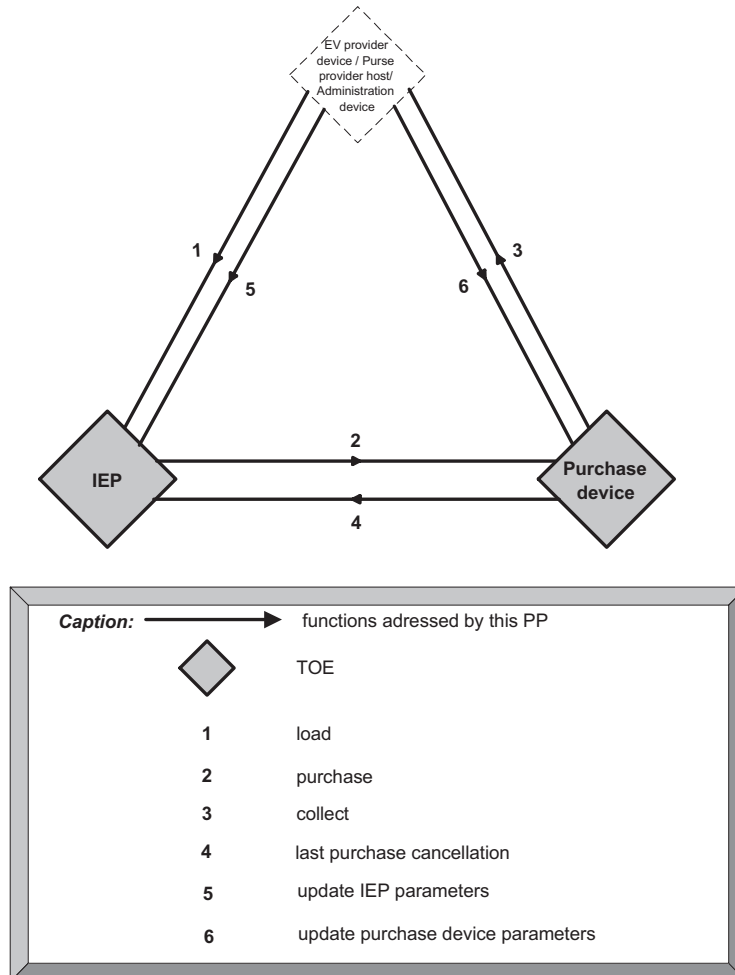 EV provider
device / Purse
provider host/
Administration
device
1
5
3
6
2
IEP
Purchase
device
4
Caption: functions adressed by this PP
TOE
1 load
2 purchase
3 collect
4 last purchase cancellation
5 update IEP parameters
6 update purchase device parameters